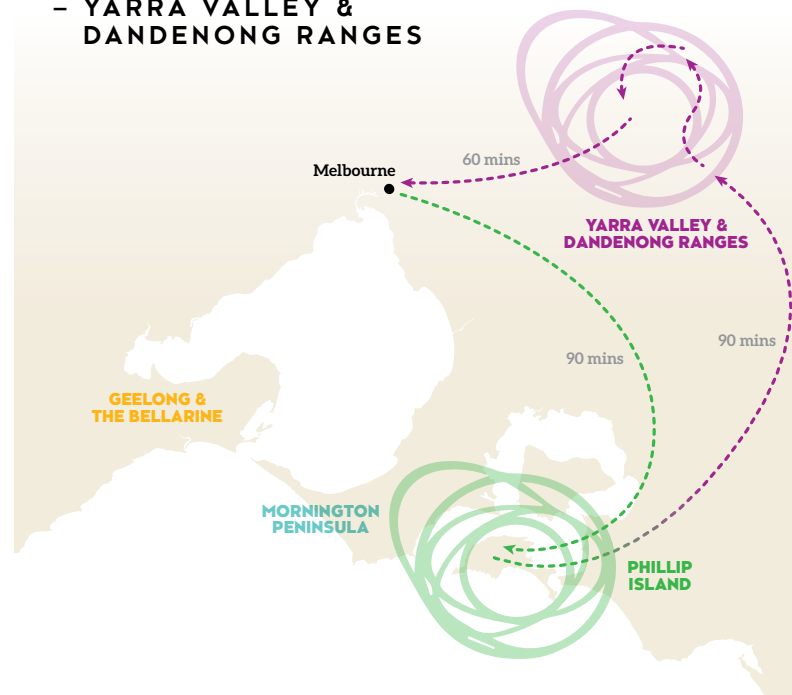 – YARRA VALLEY &
DANDENONG RANGES
60 mins
Melbourne
YARRA VALLEY &
DANDENONG RANGES
90 mins
90 mins
GEELONG &
THE BELLARINE
MORNINGTON
PENINSULA
PHILLIP
ISLAND